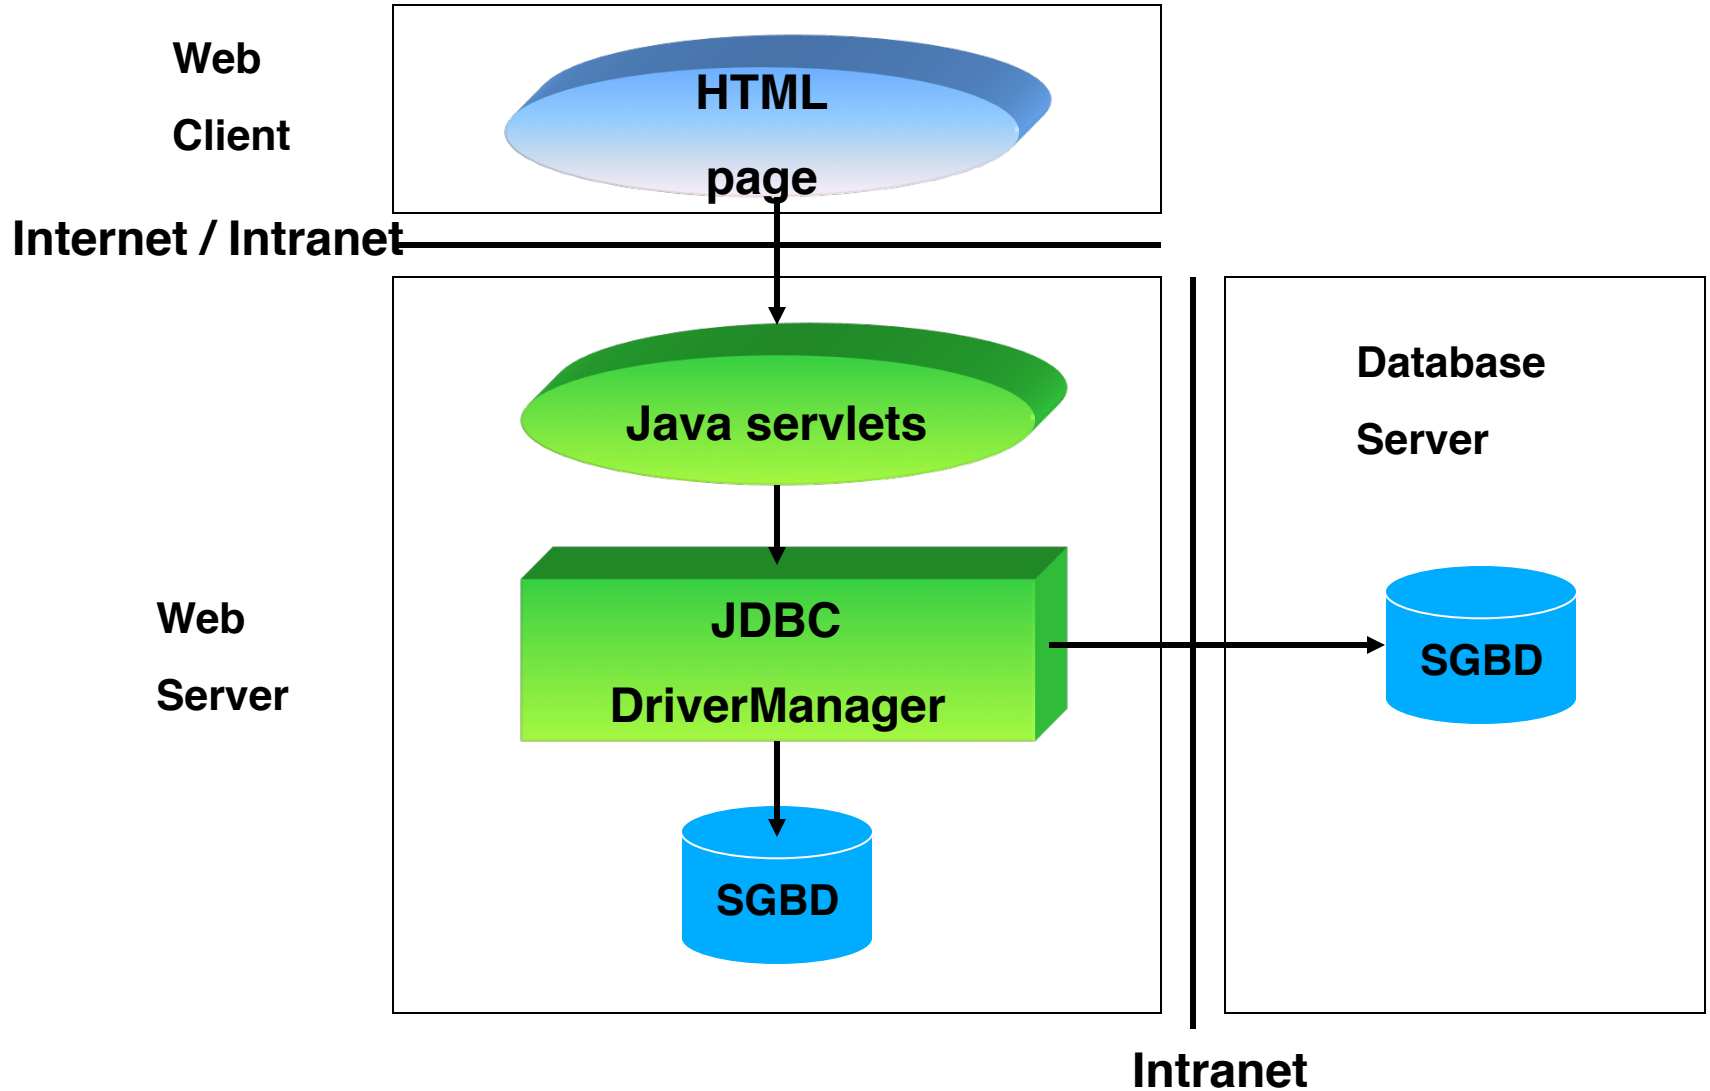 Web
Client
HTML
page
Internet / Intranet
Java servlets
Database
Server
Web
Server
JDBC
DriverManager
SGBD
SGBD
Intranet